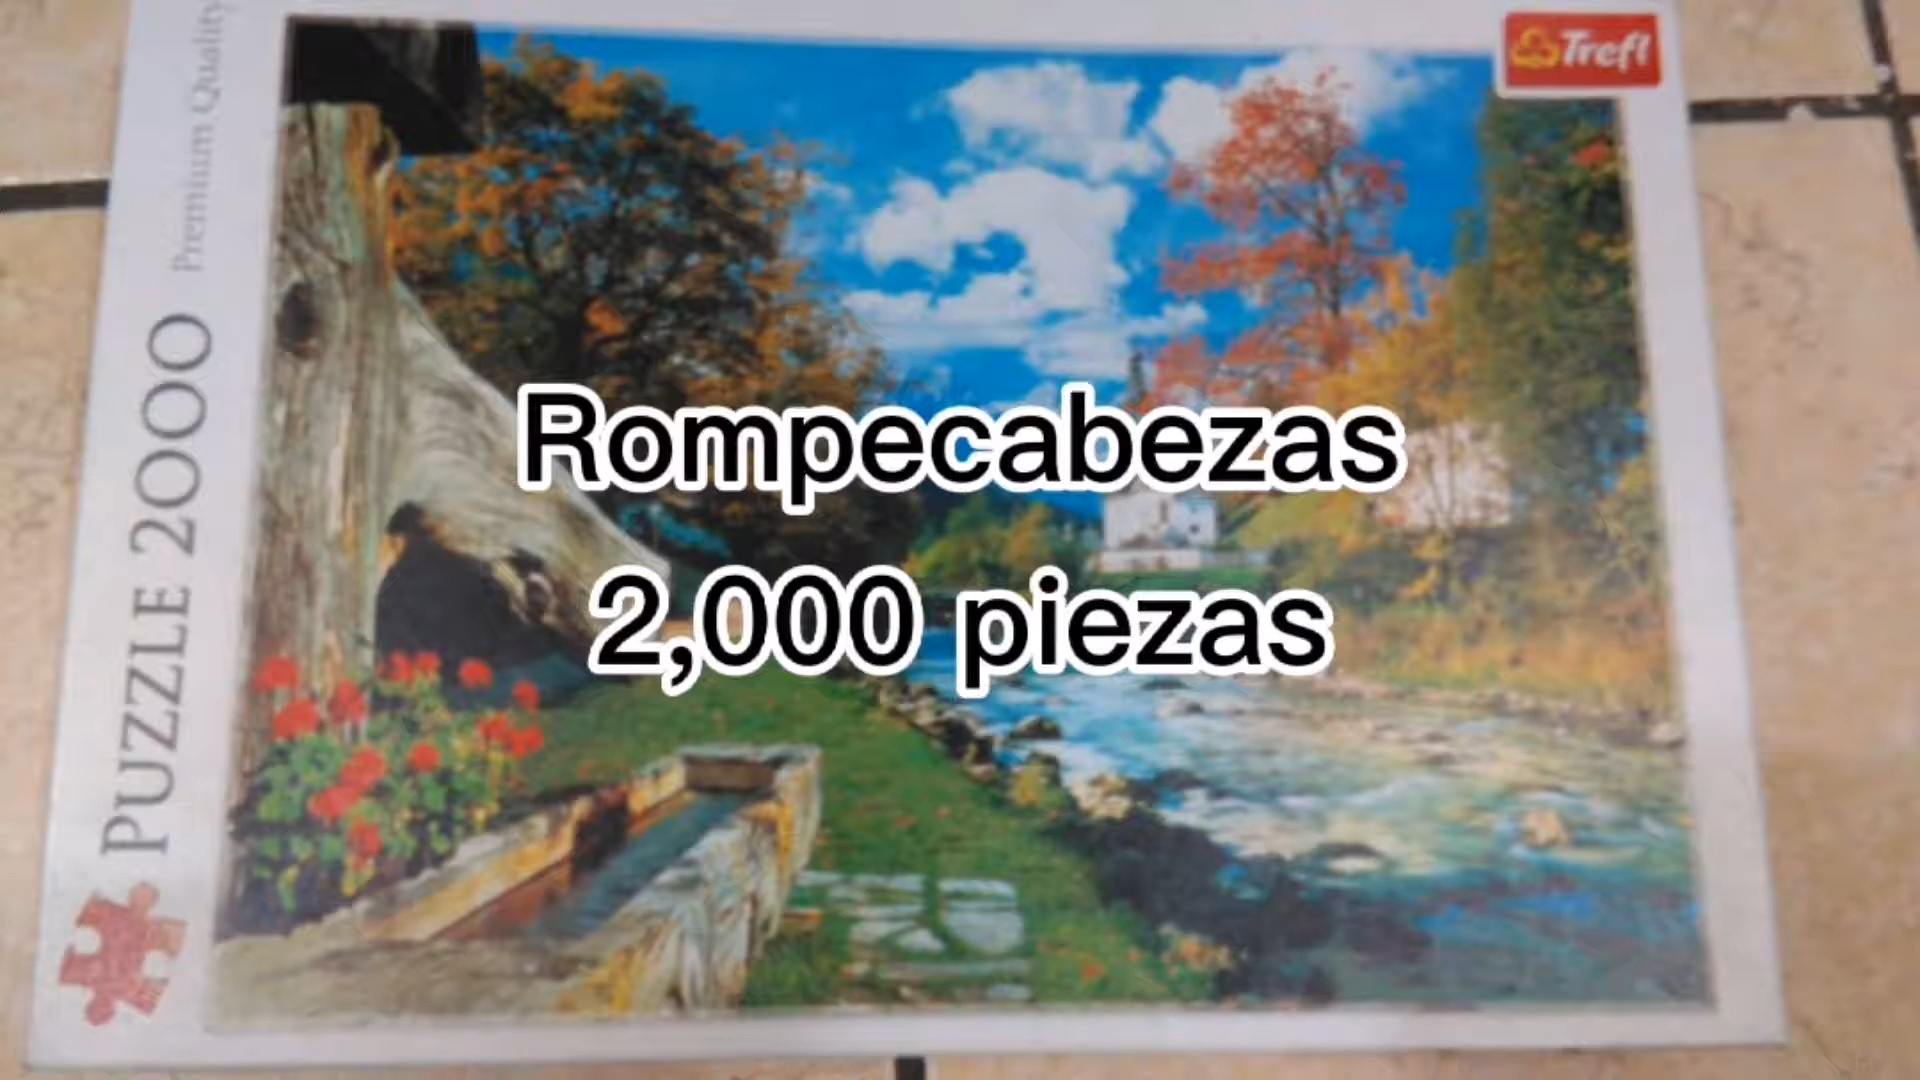 Trefl
Premium Quality
PUZZLE 2000
Rompecabezas
2,000 piezas